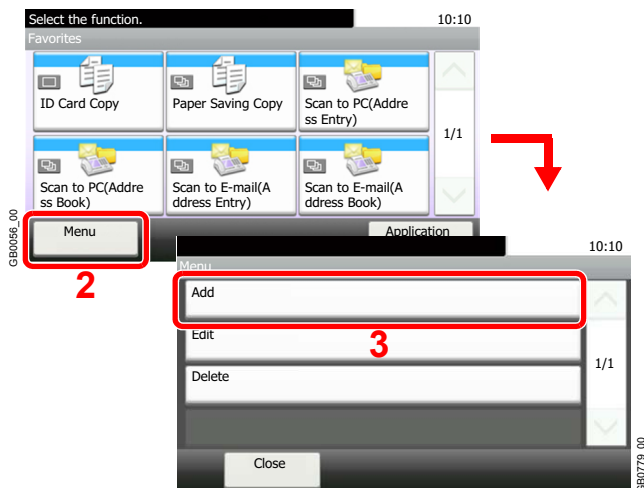 Select the function.
10:10
Favorites
ID Card Copy
Paper Saving Copy
Scan to PC(Addre
ss Entry)
1/1
Scan to PC(Addre
ss Book)
Scan to E-mail(A
ddress Entry)
Scan to E-mail(A
ddress Book)
Menu
Application
GB0056_00
2
10:10
Menu
Add
3
Edit
1/1
Delete
Close
GB0779_00